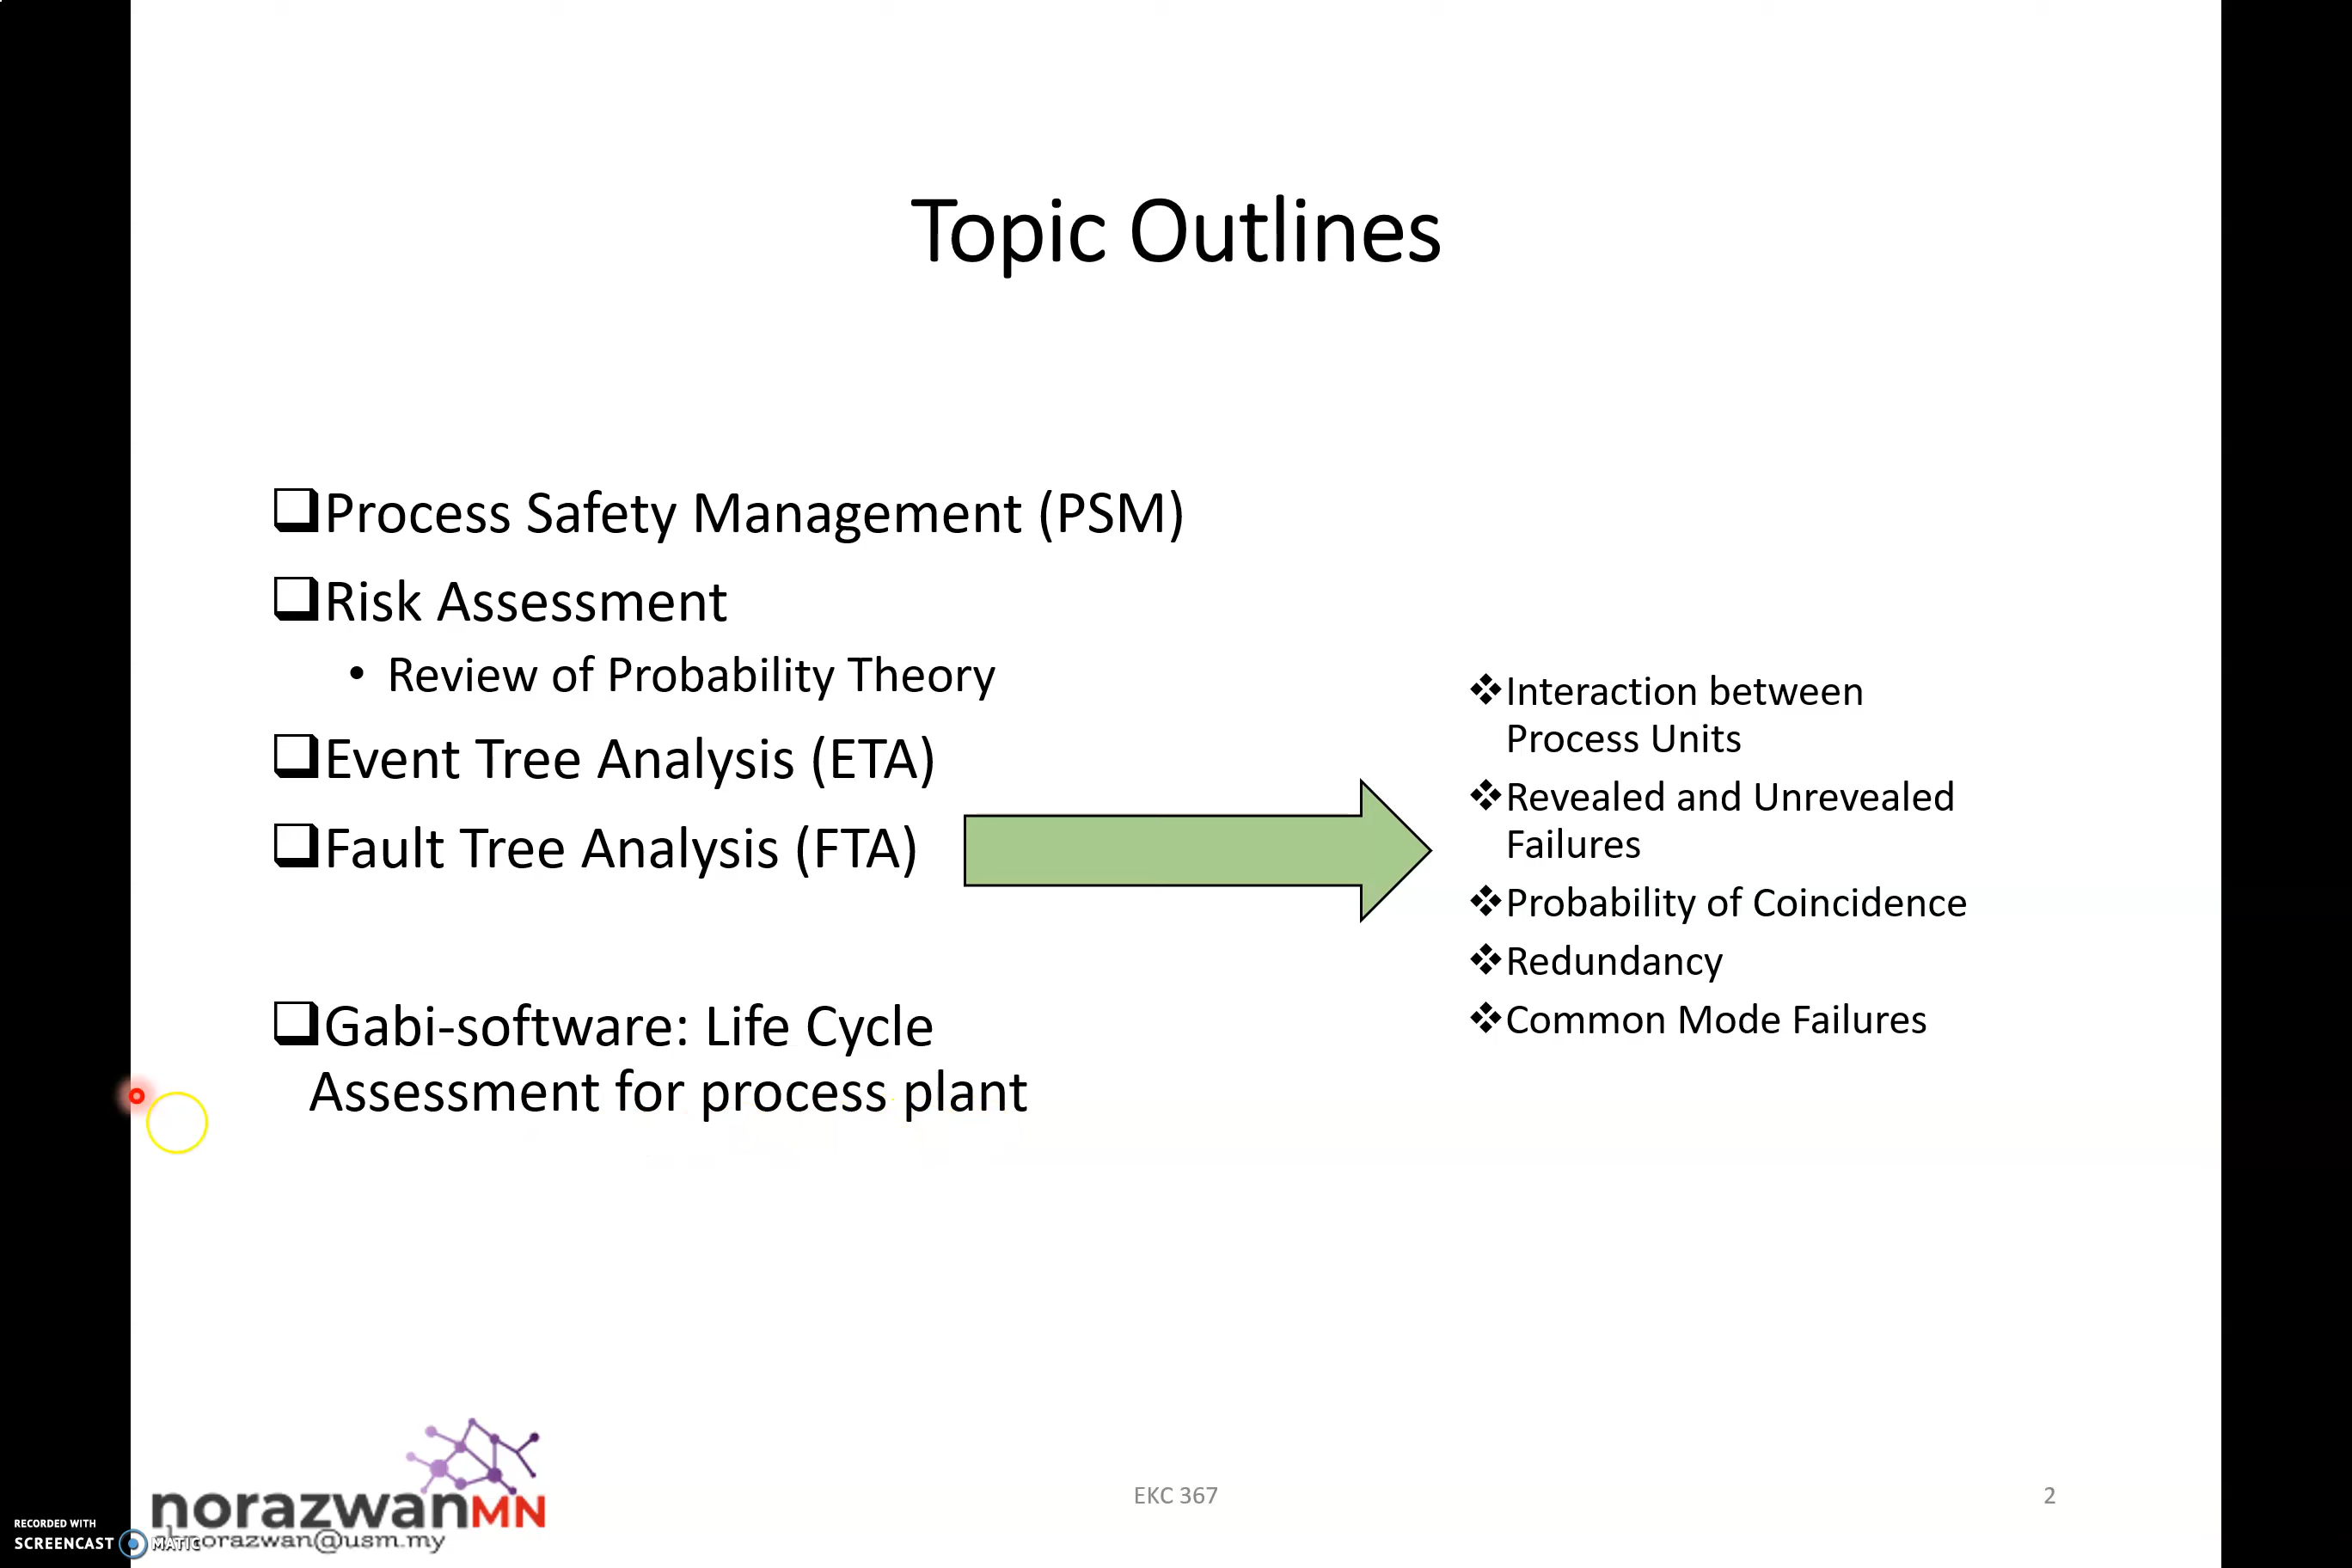 Topic Outlines
Process Safety Management (PSM)
Risk Assessment
• Review of Probability Theory
Event Tree Analysis (ETA)
Fault Tree Analysis (FTA)
Gabi-software: Life Cycle
Assessment for process plant
Interaction between
Process Units
Revealed and Unrevealed
Failures
Probability of Coincidence
Redundancy
Common Mode Failures
norazwanMN
EKC 367
2
RECORDED WITH
SCREENCAST MATIC